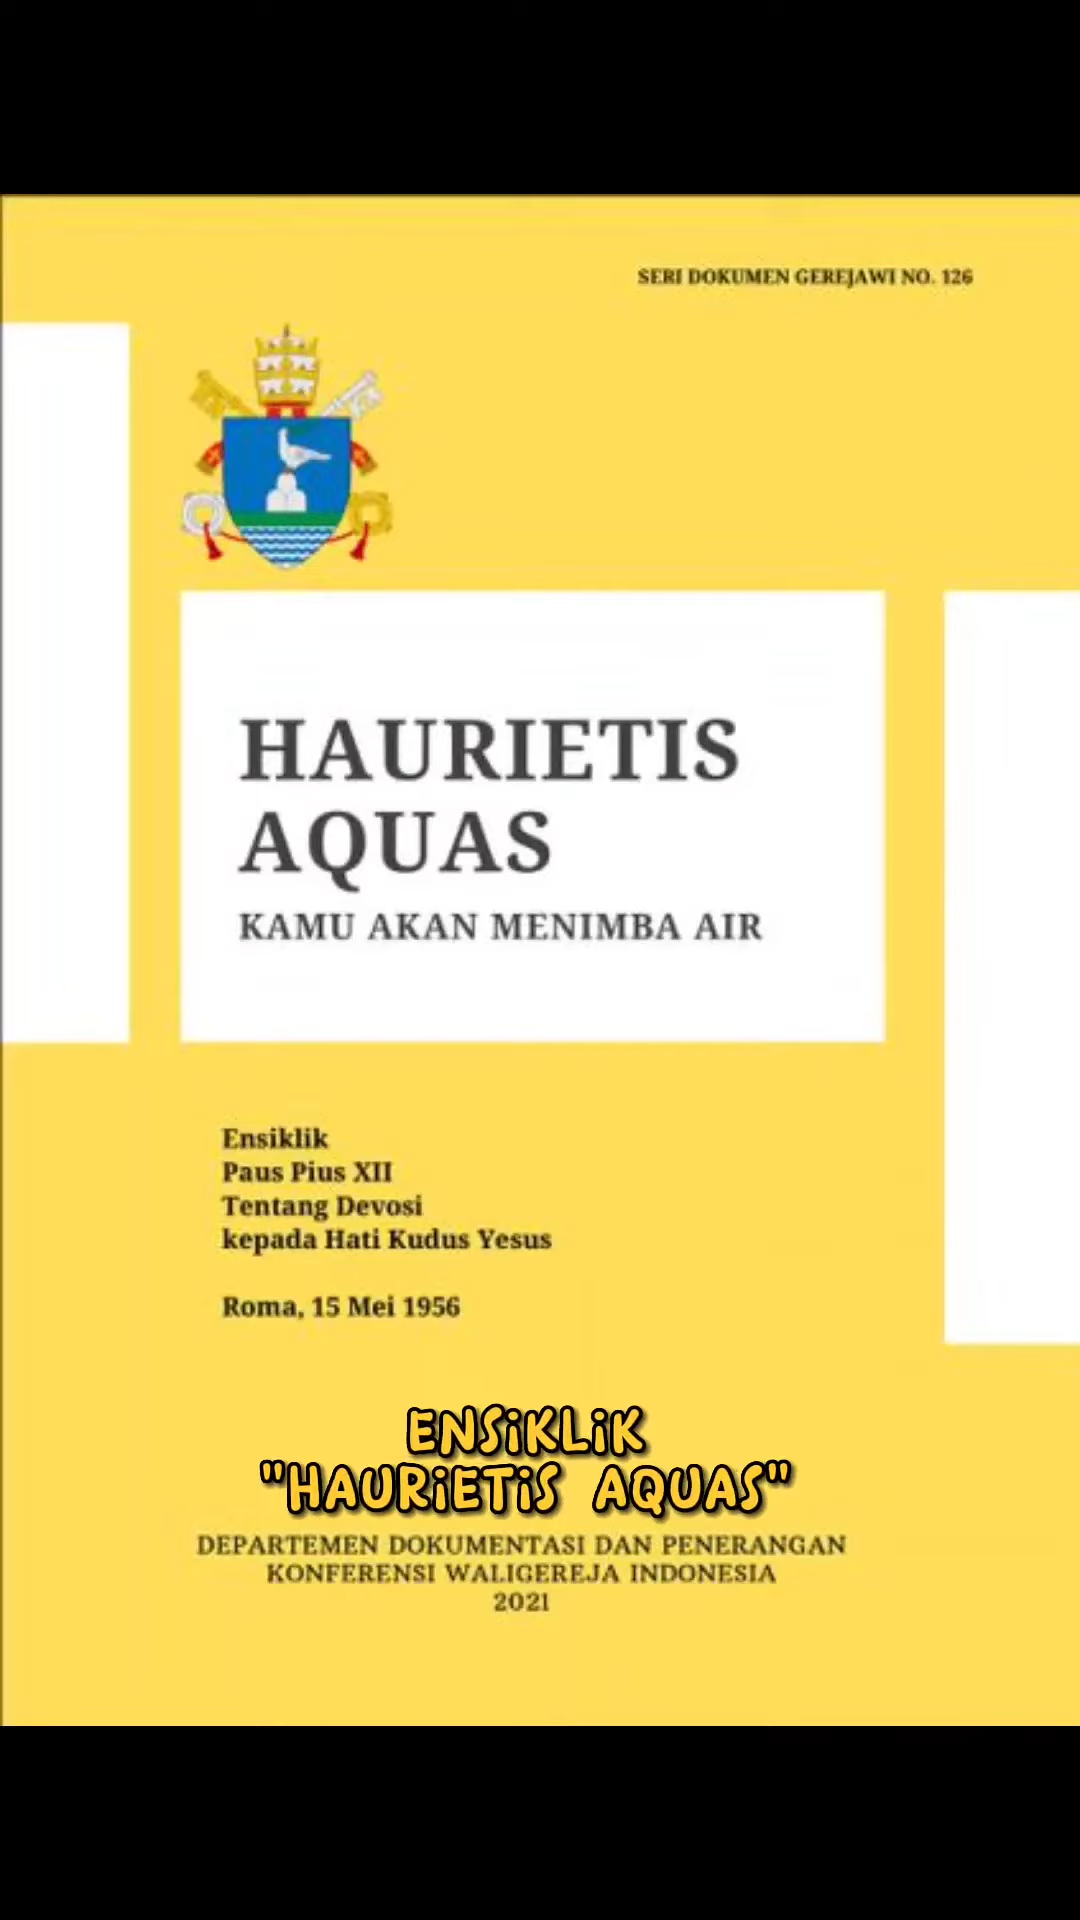 SERI DOKUMEN GEREJAWI NO. 126
HAURIETIS
AQUAS
KAMU AKAN MENIMBA AIR
Ensiklik
Paus Pius XII
Tentang Devosi
kepada Hati Kudus Yesus
Roma, 15 Mei 1956
ENSiKLiK
"HAURiETiS AQUAS"
DEPARTEMEN DOKUMENTASI DAN PENERANGAN
KONFERENSI WALIGEREJA INDONESIA
2021